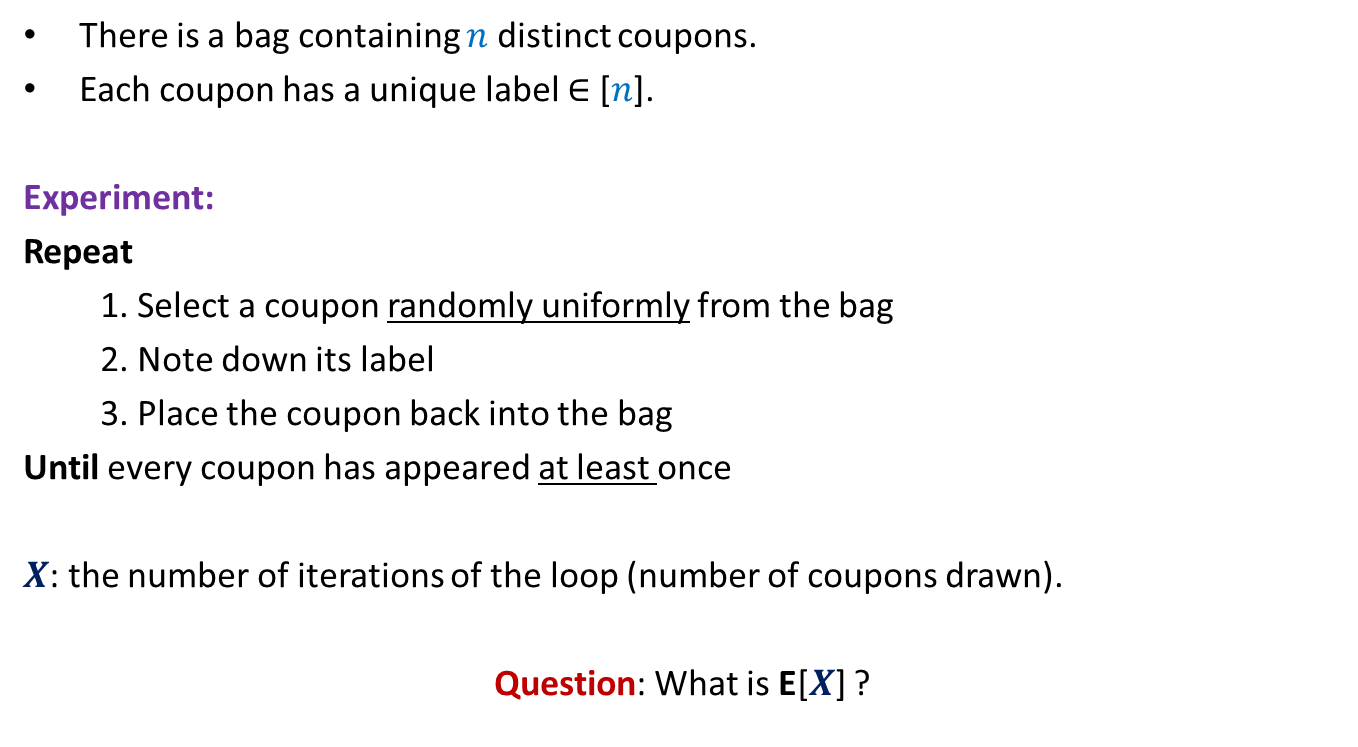 • There is a bag containing n distinct coupons.
• Each coupon has a unique label ∈ [n].
Experiment:
Repeat
1. Select a coupon randomly uniformly from the bag
2. Note down its label
3. Place the coupon back into the bag
Until every coupon has appeared at least once
X: the number of iterations of the loop (number of coupons drawn).
Question: What is E[X] ?